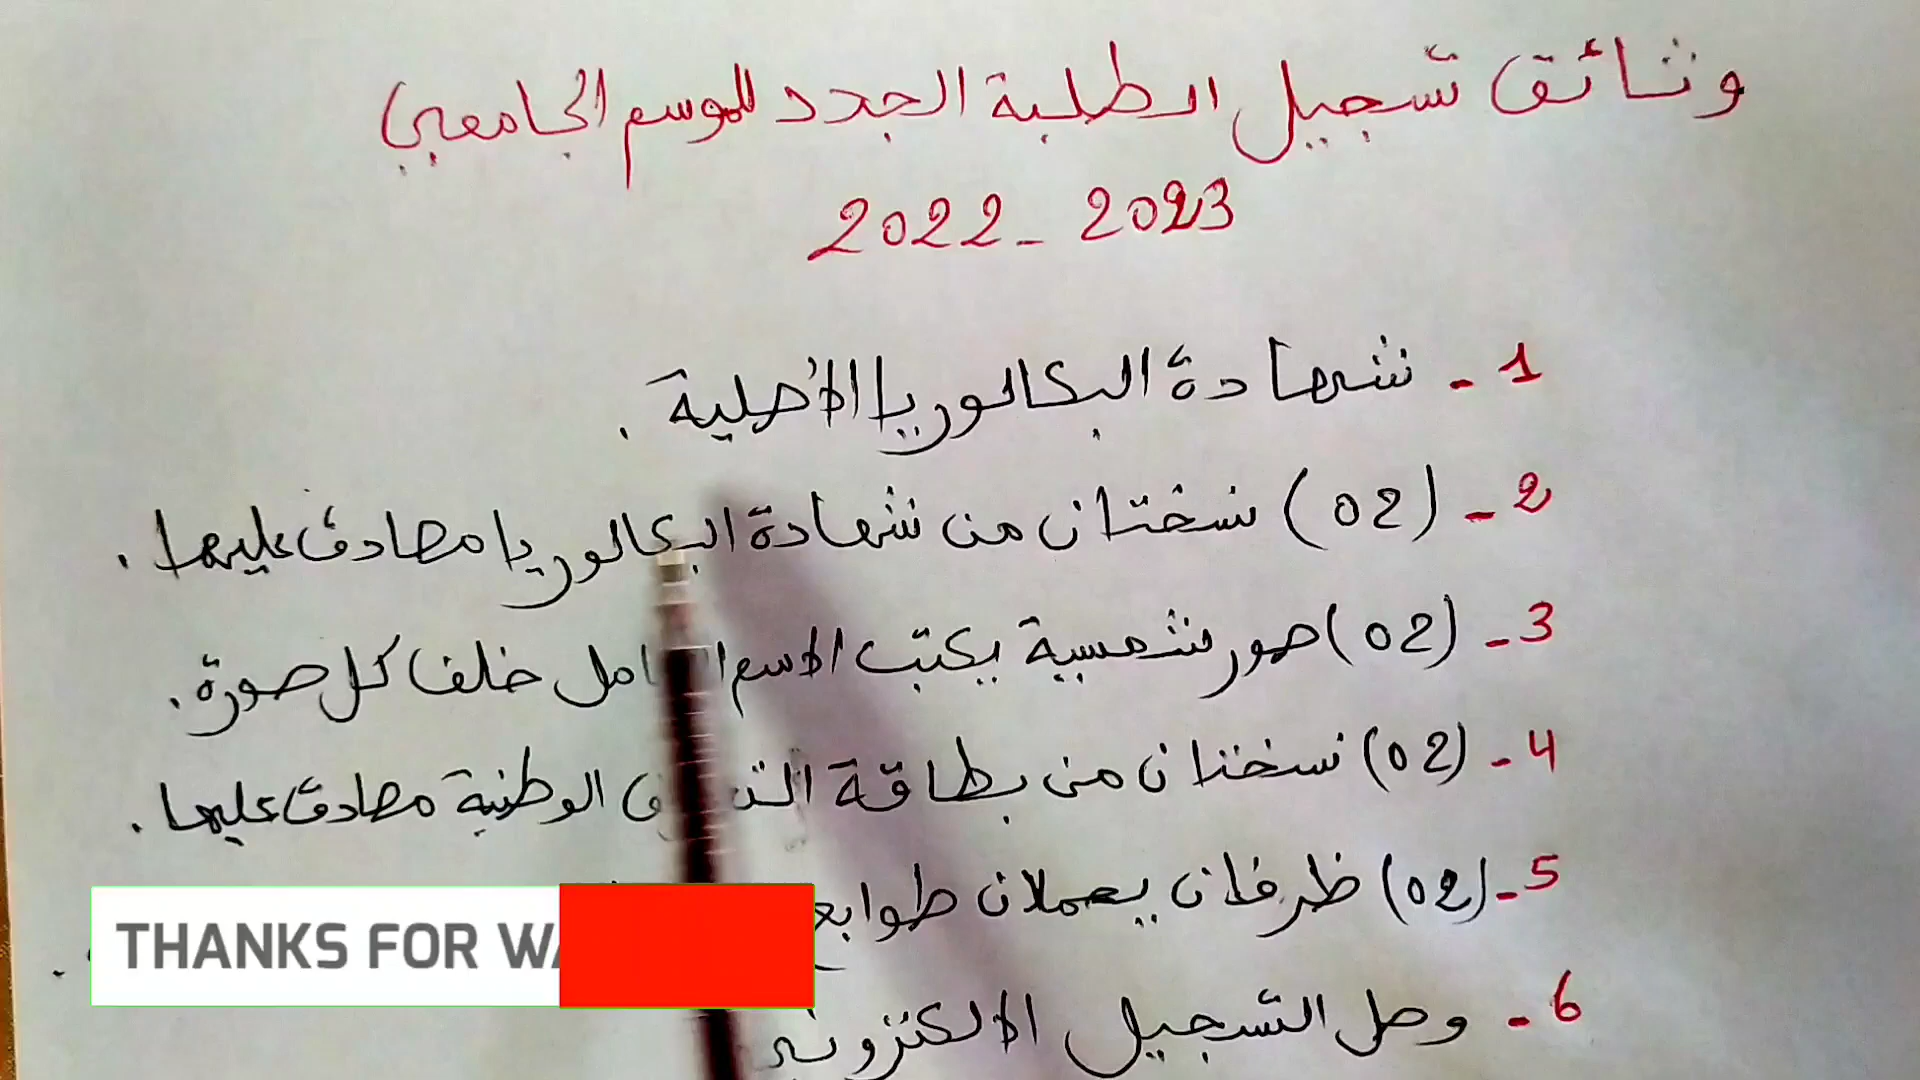 وثائق تسجيل الطلبة الجدد للموسم الجامعي
2022-2023
1- شهادة البكالوريا الأصلية.
2- (02) نسختان من شهادة البكالوريا مصادق عليها.
3- (02) صور شمسية يكتب الاسم خلف كل صورة.
4- (02) نسختان من بطاقة الوطنية مصادق عليها.
5- (02) ظرفان يحملان طوابع
6- وصل التسجيل الالكتروني
THANKS FOR